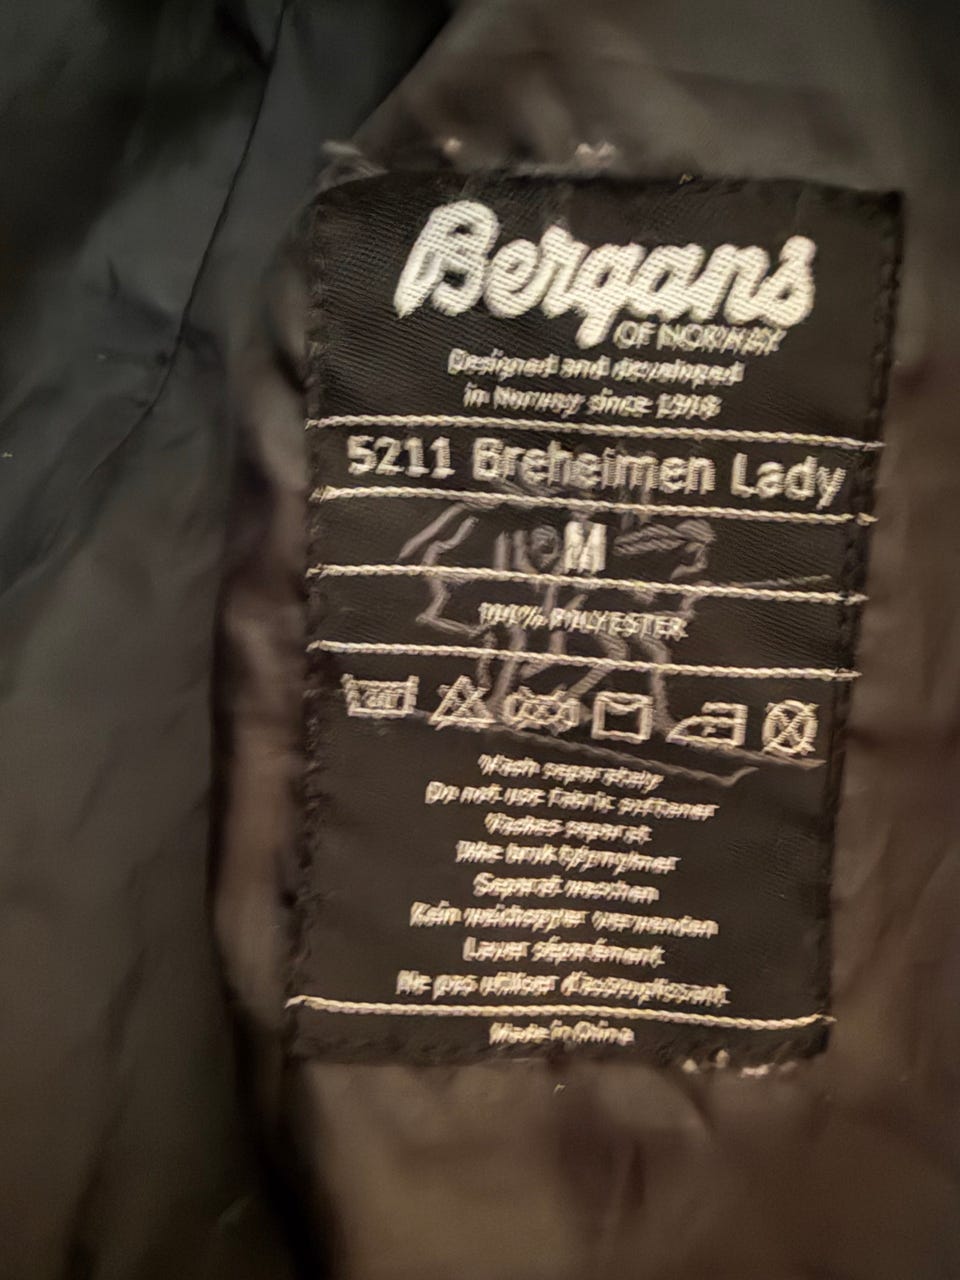 Bergans
OF NORWAY
Designed and developed
in Norway since 1908
5211 Breheimen Lady
M
100% POLYESTER
Wash separately
Do not use fabric softener
Vaskes separat
Ikke bruk tøymykner
Separat waschen
Kein weichspyler verwenden
Laver séparément
Ne pas utiliser d'assouplissant
Made in China